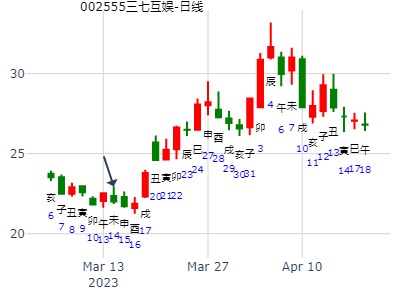 002555三七互娱-日线
30
25
20
亥 子 丑 寅 卯 午 未 申 酉 戌 丑 寅 卯 辰 巳 申 酉 戌 亥 子 卯 辰 午 未 戌 亥 子 丑 寅 巳 午
6 7 8 9 10 13 14 15 16 17 20 21 22 23 24 27 28 29 30 31 3 4 6 7 10 11 12 13 14 17 18
Mar 13 Mar 27 Apr 10
2023